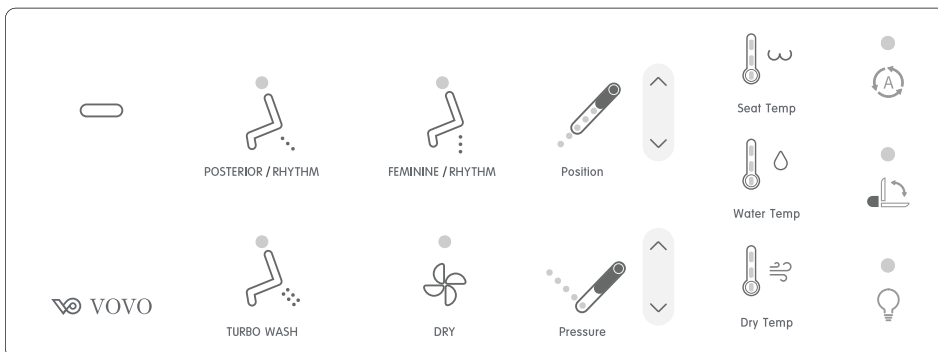 POSTERIOR / RHYTHM
FEMININE / RHYTHM
Position
Seat Temp
A
Water Temp
VOVO
TURBO WASH
DRY
Pressure
Dry Temp